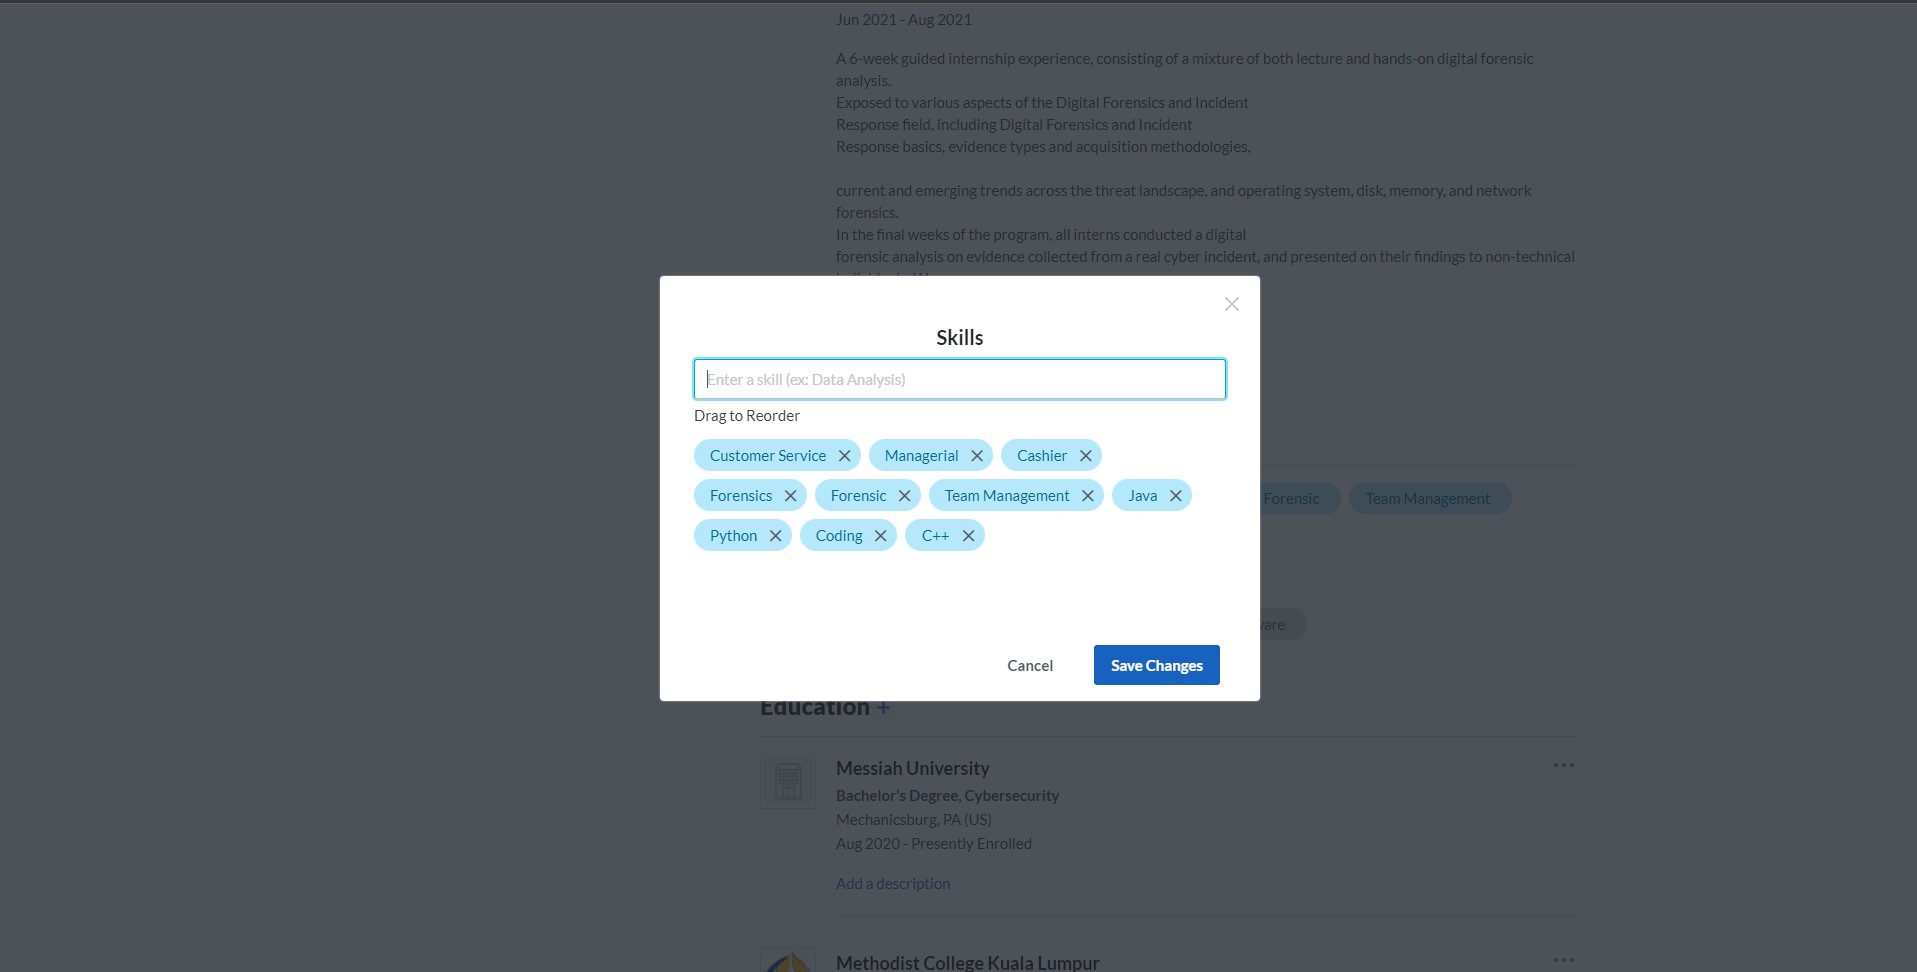 Jun 2021 - Aug 2021
A 6-week guided internship experience, consisting of a mixture of both lecture and hands-on digital forensic
analysis.
Exposed to various aspects of the Digital Forensics and Incident
Response field, including Digital Forensics and Incident
Response basics, evidence types and acquisition methodologies,
current and emerging trends across the threat landscape, and operating system, disk, memory, and network
forensics.
In the final weeks of the program, all interns conducted a digital
forensic analysis on evidence collected from a real cyber incident, and presented on their findings to non-technical
Skills
Enter a skill (ex: Data Analysis)
Drag to Reorder
Customer Service Managerial Cashier
Forensics Forensic Team Management Java
Forensic Team Management
Python Coding C++
Cancel Save Changes
Education +
Messiah University
Bachelor's Degree, Cybersecurity
Mechanicsburg, PA (US)
Aug 2020 - Presently Enrolled
Add a description
Methodist College Kuala Lumpur